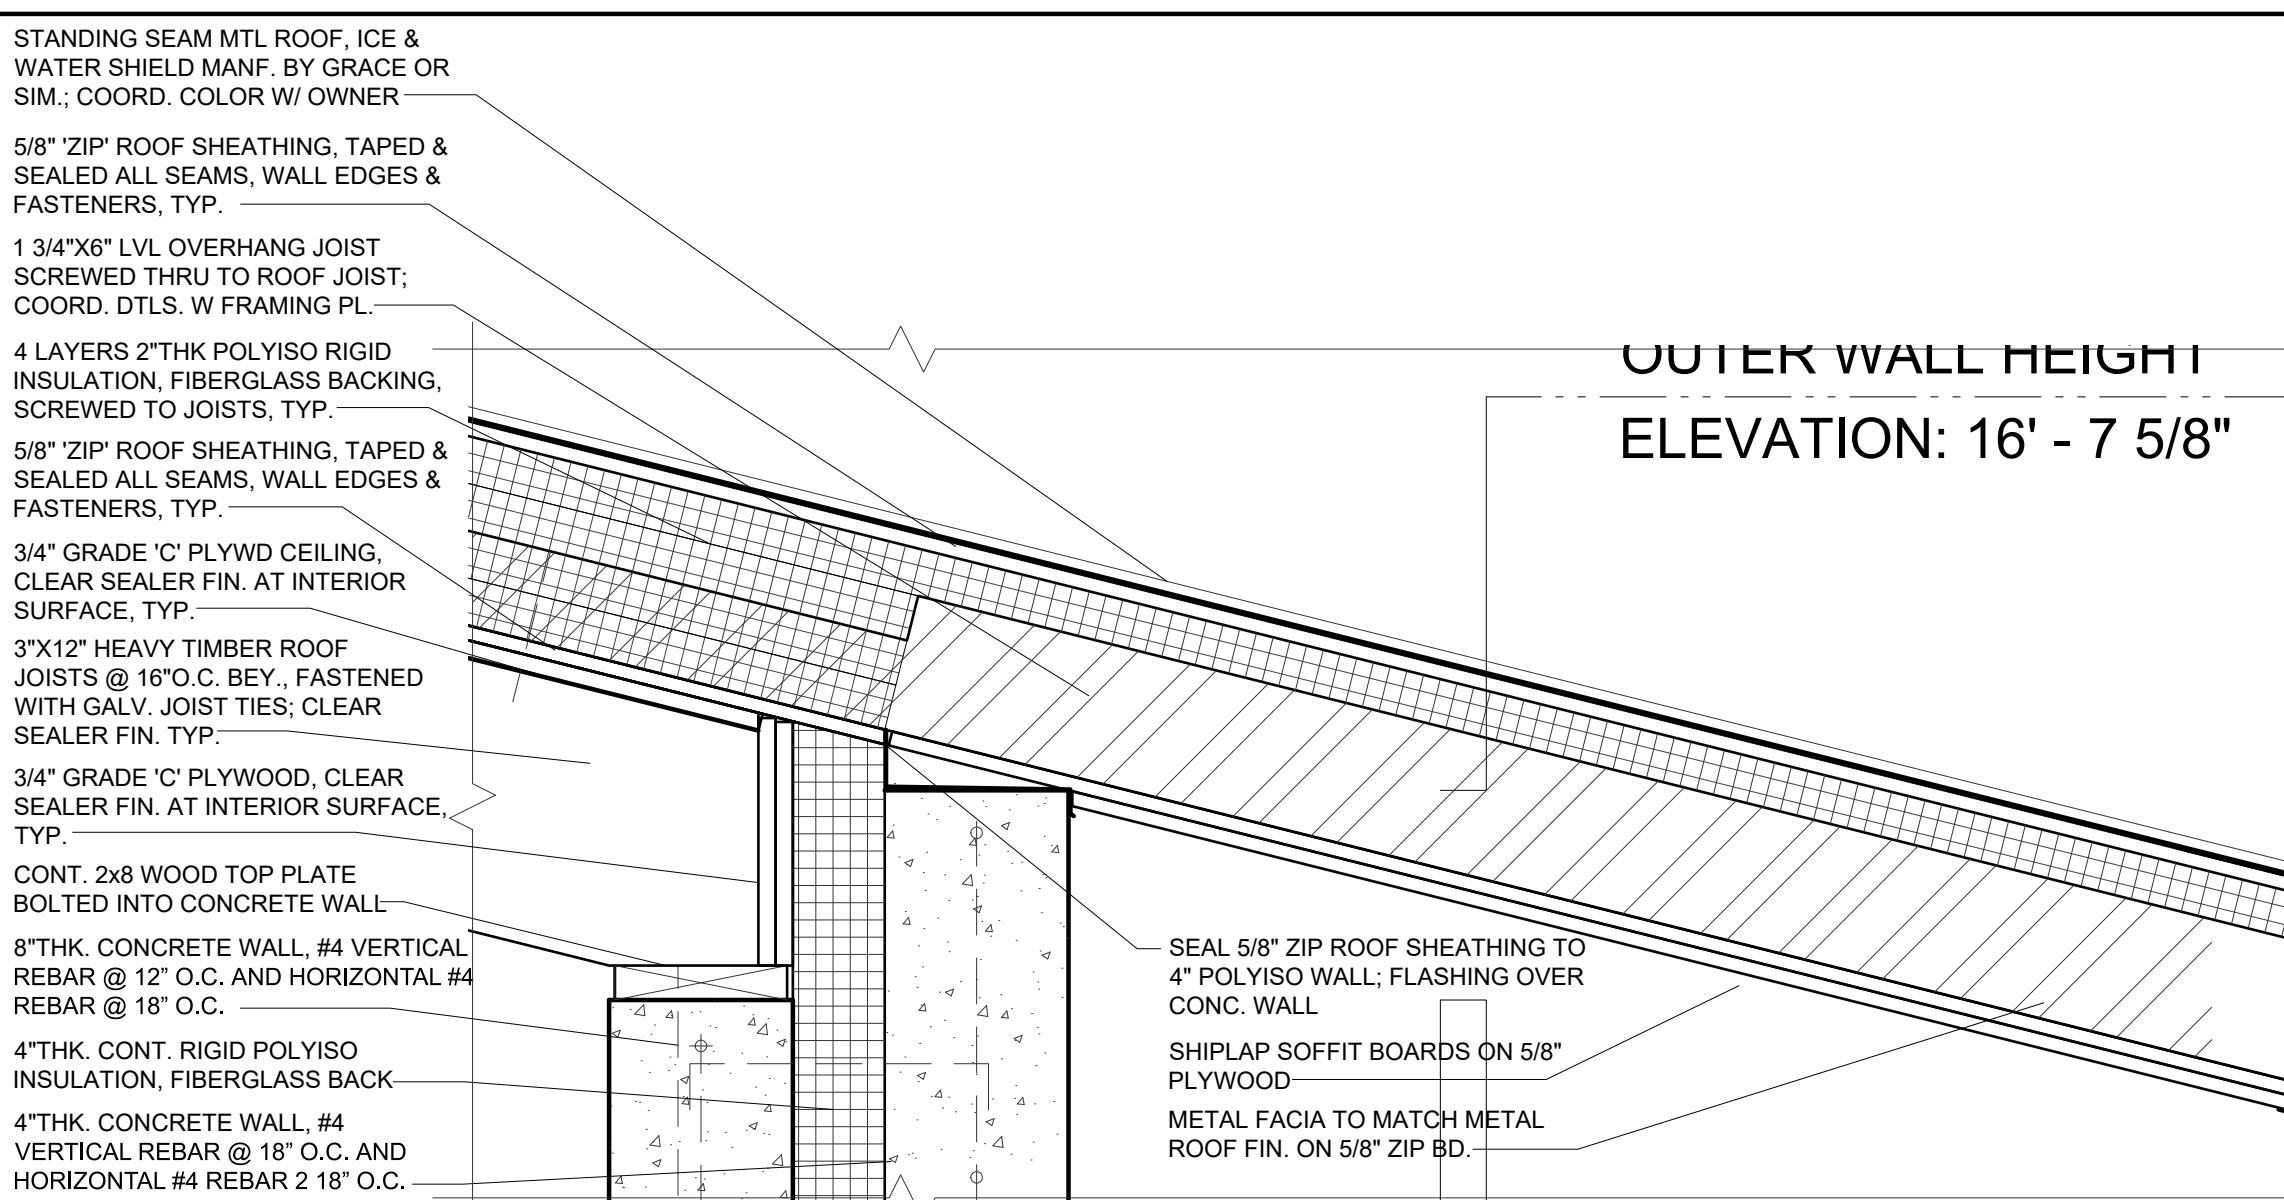 STANDING SEAM MTL ROOF, ICE &
WATER SHIELD MANF. BY GRACE OR
SIM.; COORD. COLOR W/ OWNER
5/8" 'ZIP' ROOF SHEATHING, TAPED &
SEALED ALL SEAMS, WALL EDGES &
FASTENERS, TYP.
1 3/4"X6" LVL OVERHANG JOIST
SCREWED THRU TO ROOF JOIST;
COORD. DTLS. W FRAMING PL.
4 LAYERS 2"THK POLYISO RIGID
INSULATION, FIBERGLASS BACKING,
SCREWED TO JOISTS, TYP.
5/8" 'ZIP' ROOF SHEATHING, TAPED &
SEALED ALL SEAMS, WALL EDGES &
FASTENERS, TYP.
3/4" GRADE 'C' PLYWD CEILING,
CLEAR SEALER FIN. AT INTERIOR
SURFACE, TYP.
3"X12" HEAVY TIMBER ROOF
JOISTS @ 16"O.C. BEY., FASTENED
WITH GALV. JOIST TIES; CLEAR
SEALER FIN. TYP.
3/4" GRADE 'C' PLYWOOD, CLEAR
SEALER FIN. AT INTERIOR SURFACE,
TYP.
CONT. 2x8 WOOD TOP PLATE
BOLTED INTO CONCRETE WALL
8"THK. CONCRETE WALL, #4 VERTICAL
REBAR @ 12” O.C. AND HORIZONTAL #4
REBAR @ 18” O.C.
4"THK. CONT. RIGID POLYISO
INSULATION, FIBERGLASS BACK
4"THK. CONCRETE WALL, #4
VERTICAL REBAR @ 18” O.C. AND
HORIZONTAL #4 REBAR 2 18” O.C.
OUTER WALL HEIGHT
ELEVATION: 16' - 7 5/8"
SEAL 5/8" ZIP ROOF SHEATHING TO
4" POLYISO WALL; FLASHING OVER
CONC. WALL
SHIPLAP SOFFIT BOARDS ON 5/8"
PLYWOOD
METAL FACIA TO MATCH METAL
ROOF FIN. ON 5/8" ZIP BD.